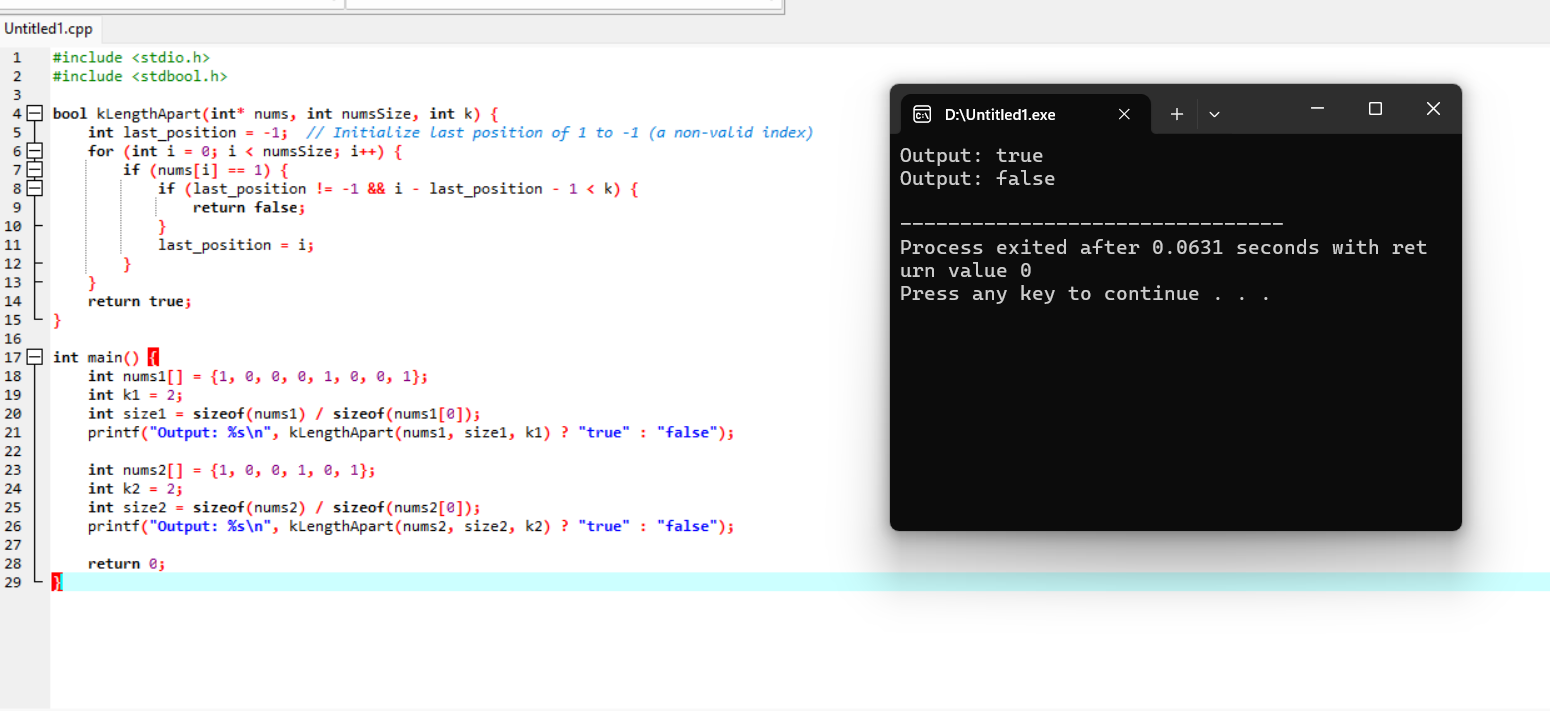 Untitled1.cpp
1 #include <stdio.h>
2 #include <stdbool.h>
3
4 bool kLengthApart(int* nums, int numsSize, int k) {
5     int last_position = -1;  // Initialize last position of 1 to -1 (a non-valid index)
6     for (int i = 0; i < numsSize; i++) {
7         if (nums[i] == 1) {
8             if (last_position != -1 && i - last_position - 1 < k) {
9                 return false;
10             }
11             last_position = i;
12         }
13     }
14     return true;
15 }
16
17 int main() {
18     int nums1[] = {1, 0, 0, 0, 1, 0, 0, 1};
19     int k1 = 2;
20     int size1 = sizeof(nums1) / sizeof(nums1[0]);
21     printf("Output: %s\n", kLengthApart(nums1, size1, k1) ? "true" : "false");
22
23     int nums2[] = {1, 0, 0, 1, 0, 1};
24     int k2 = 2;
25     int size2 = sizeof(nums2) / sizeof(nums2[0]);
26     printf("Output: %s\n", kLengthApart(nums2, size2, k2) ? "true" : "false");
27
28     return 0;
29 }
D:\Untitled1.exe
Output: true
Output: false
--------------------------------
Process exited after 0.0631 seconds with ret
urn value 0
Press any key to continue . . .